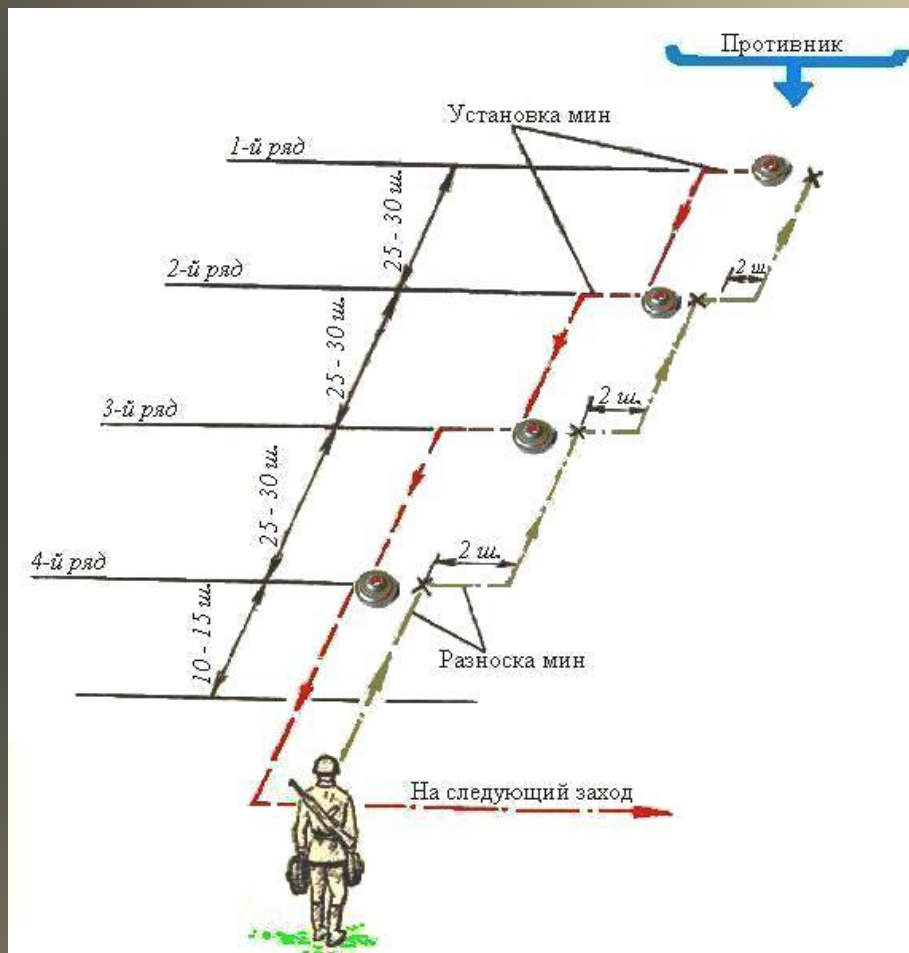 Противник
Установка мин
1-й ряд
25 - 30 ш.
2-й ряд
2 ш
25 - 30 ш.
3-й ряд
2 ш.
25 - 30 ш.
4-й ряд
2 ш.
10 - 15 ш.
Разноска мин
На следующий заход